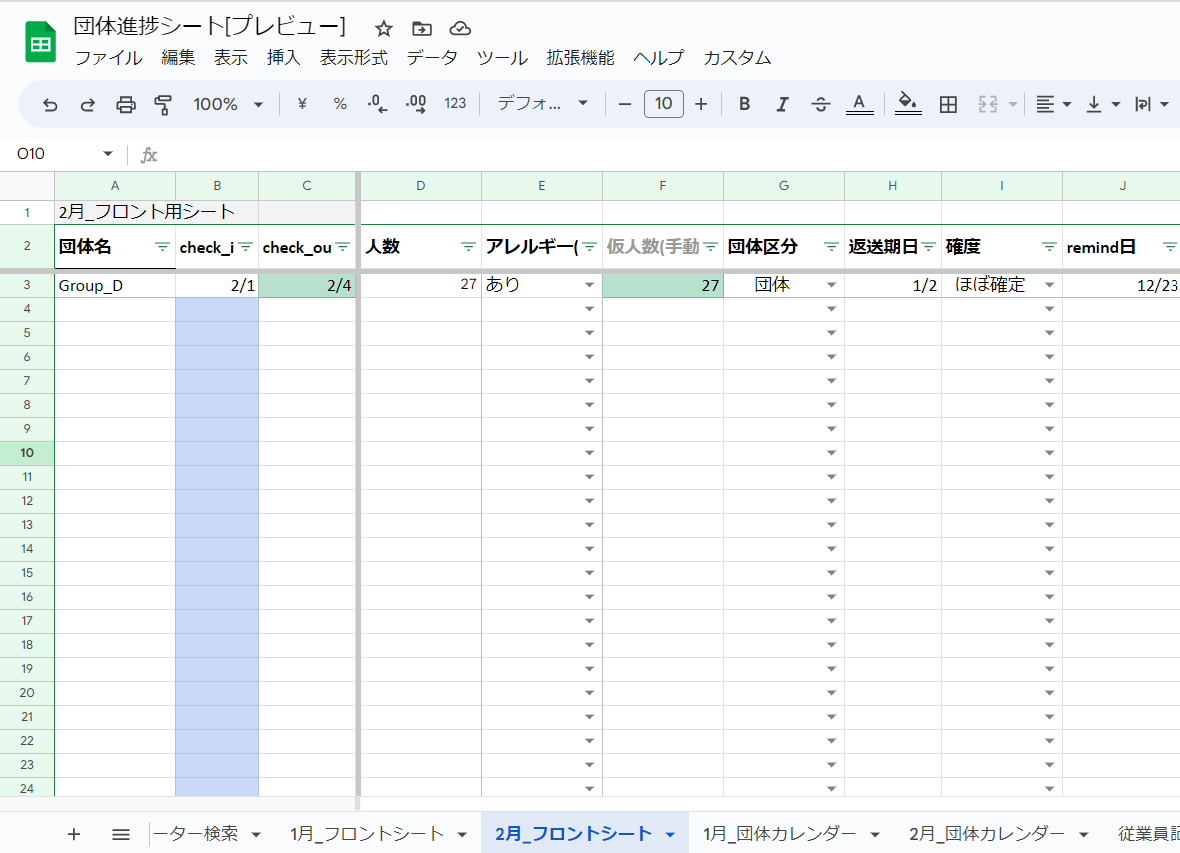 団体進捗シート[プレビュー]
ファイル 編集 表示 挿入 表示形式 データ ツール 拡張機能 ヘルプ カスタム
100% ¥ % .0 .00 123 デフォ... − 10 + B I S A
O10 fx
A B C D E F G H I J
1 2月_フロント用シート
2 団体名 check_i check_ou 人数 アレルギー( 仮人数(手動 団体区分 返送期日 確度 remind日
3 Group_D 2/1 2/4 27 あり 27 団体 1/2 ほぼ確定 12/23
4
5
6
7
8
9
10
11
12
13
14
15
16
17
18
19
20
21
22
23
24
+ ーター検索 1月_フロントシート 2月_フロントシート 1月_団体カレンダー 2月_団体カレンダー 従業員記